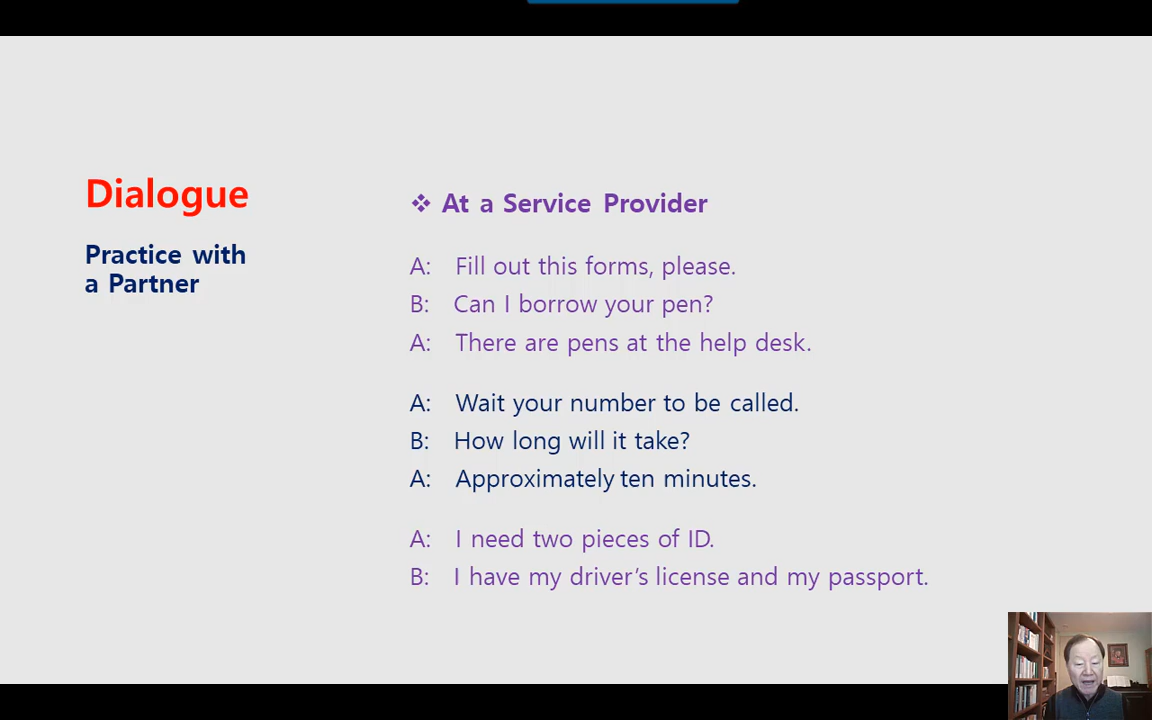 Dialogue
Practice with
a Partner
❖ At a Service Provider
A: Fill out this forms, please.
B: Can I borrow your pen?
A: There are pens at the help desk.
A: Wait your number to be called.
B: How long will it take?
A: Approximately ten minutes.
A: I need two pieces of ID.
B: I have my driver’s license and my passport.